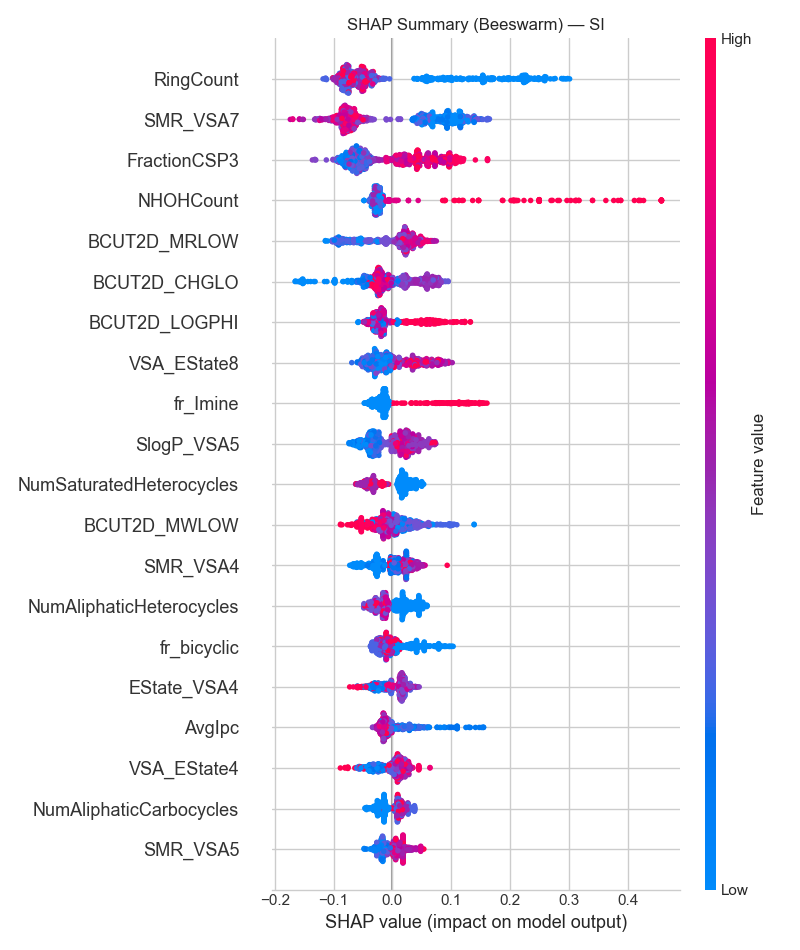 SHAP Summary (Beeswarm) — SI
High
RingCount
SMR_VSA7
FractionCSP3
NHOHCount
BCUT2D_MRLOW
BCUT2D_CHGLO
BCUT2D_LOGPHI
VSA_EState8
fr_Imine
SlogP_VSA5
NumSaturatedHeterocycles
BCUT2D_MWLOW
SMR_VSA4
NumAliphaticHeterocycles
fr_bicyclic
EState_VSA4
AvgIpc
VSA_EState4
NumAliphaticCarbocycles
SMR_VSA5
Feature value
Low
−0.2 −0.1 0.0 0.1 0.2 0.3 0.4
SHAP value (impact on model output)